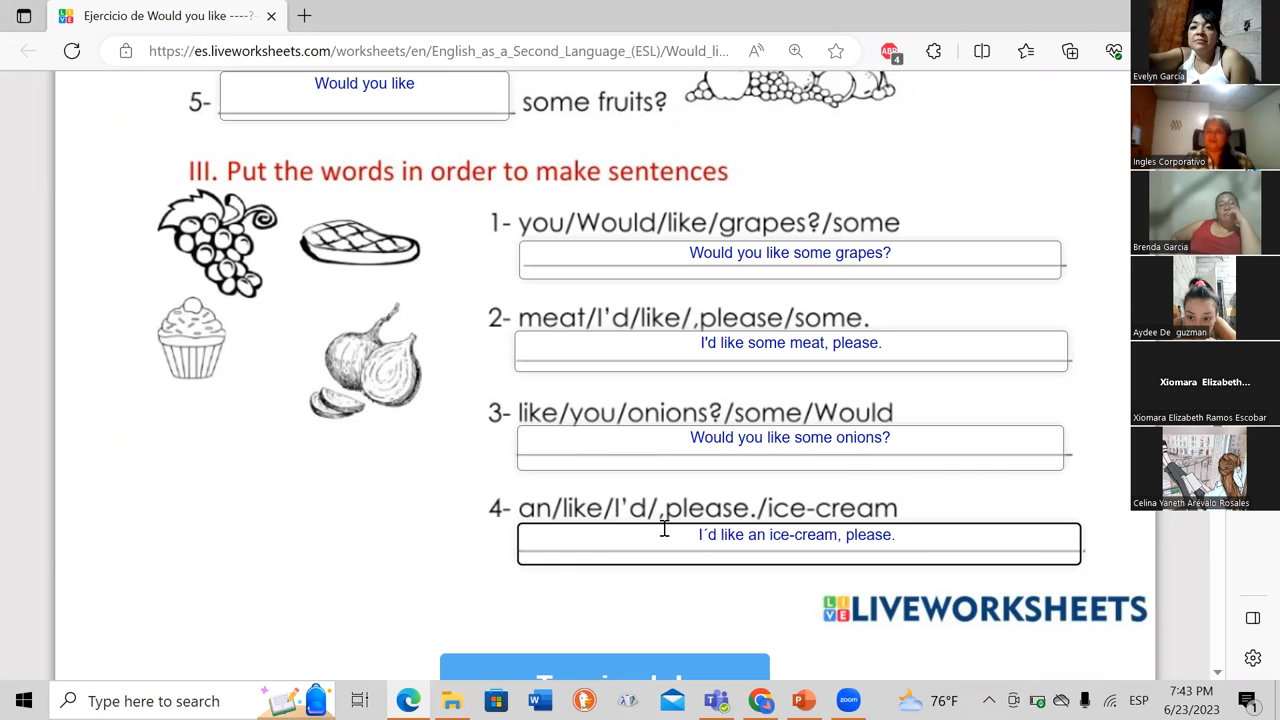 Ejercicio de Would you like ----?
https://es.liveworksheets.com/worksheets/en/English_as_a_Second_Language_(ESL)/Would_li...
ABP
4
Would you like
5- some fruits?
III. Put the words in order to make sentences
1- you/Would/like/grapes?/some
Would you like some grapes?
2- meat/I'd/like/,please/some.
I'd like some meat, please.
3- like/you/onions?/some/Would
Would you like some onions?
4- an/like/I'd/,please./ice-cream
I´d like an ice-cream, please.
LIVE LIVEWORKSHEETS
Evelyn García
Ingles Corporativo
Brenda Garcia
Aydee De guzman
Xiomara Elizabeth...
Xiomara Elizabeth Ramos Escobar
Celina Yaneth Arévalo Rosales
Type here to search
76°F
ESP
7:43 PM
6/23/2023
1